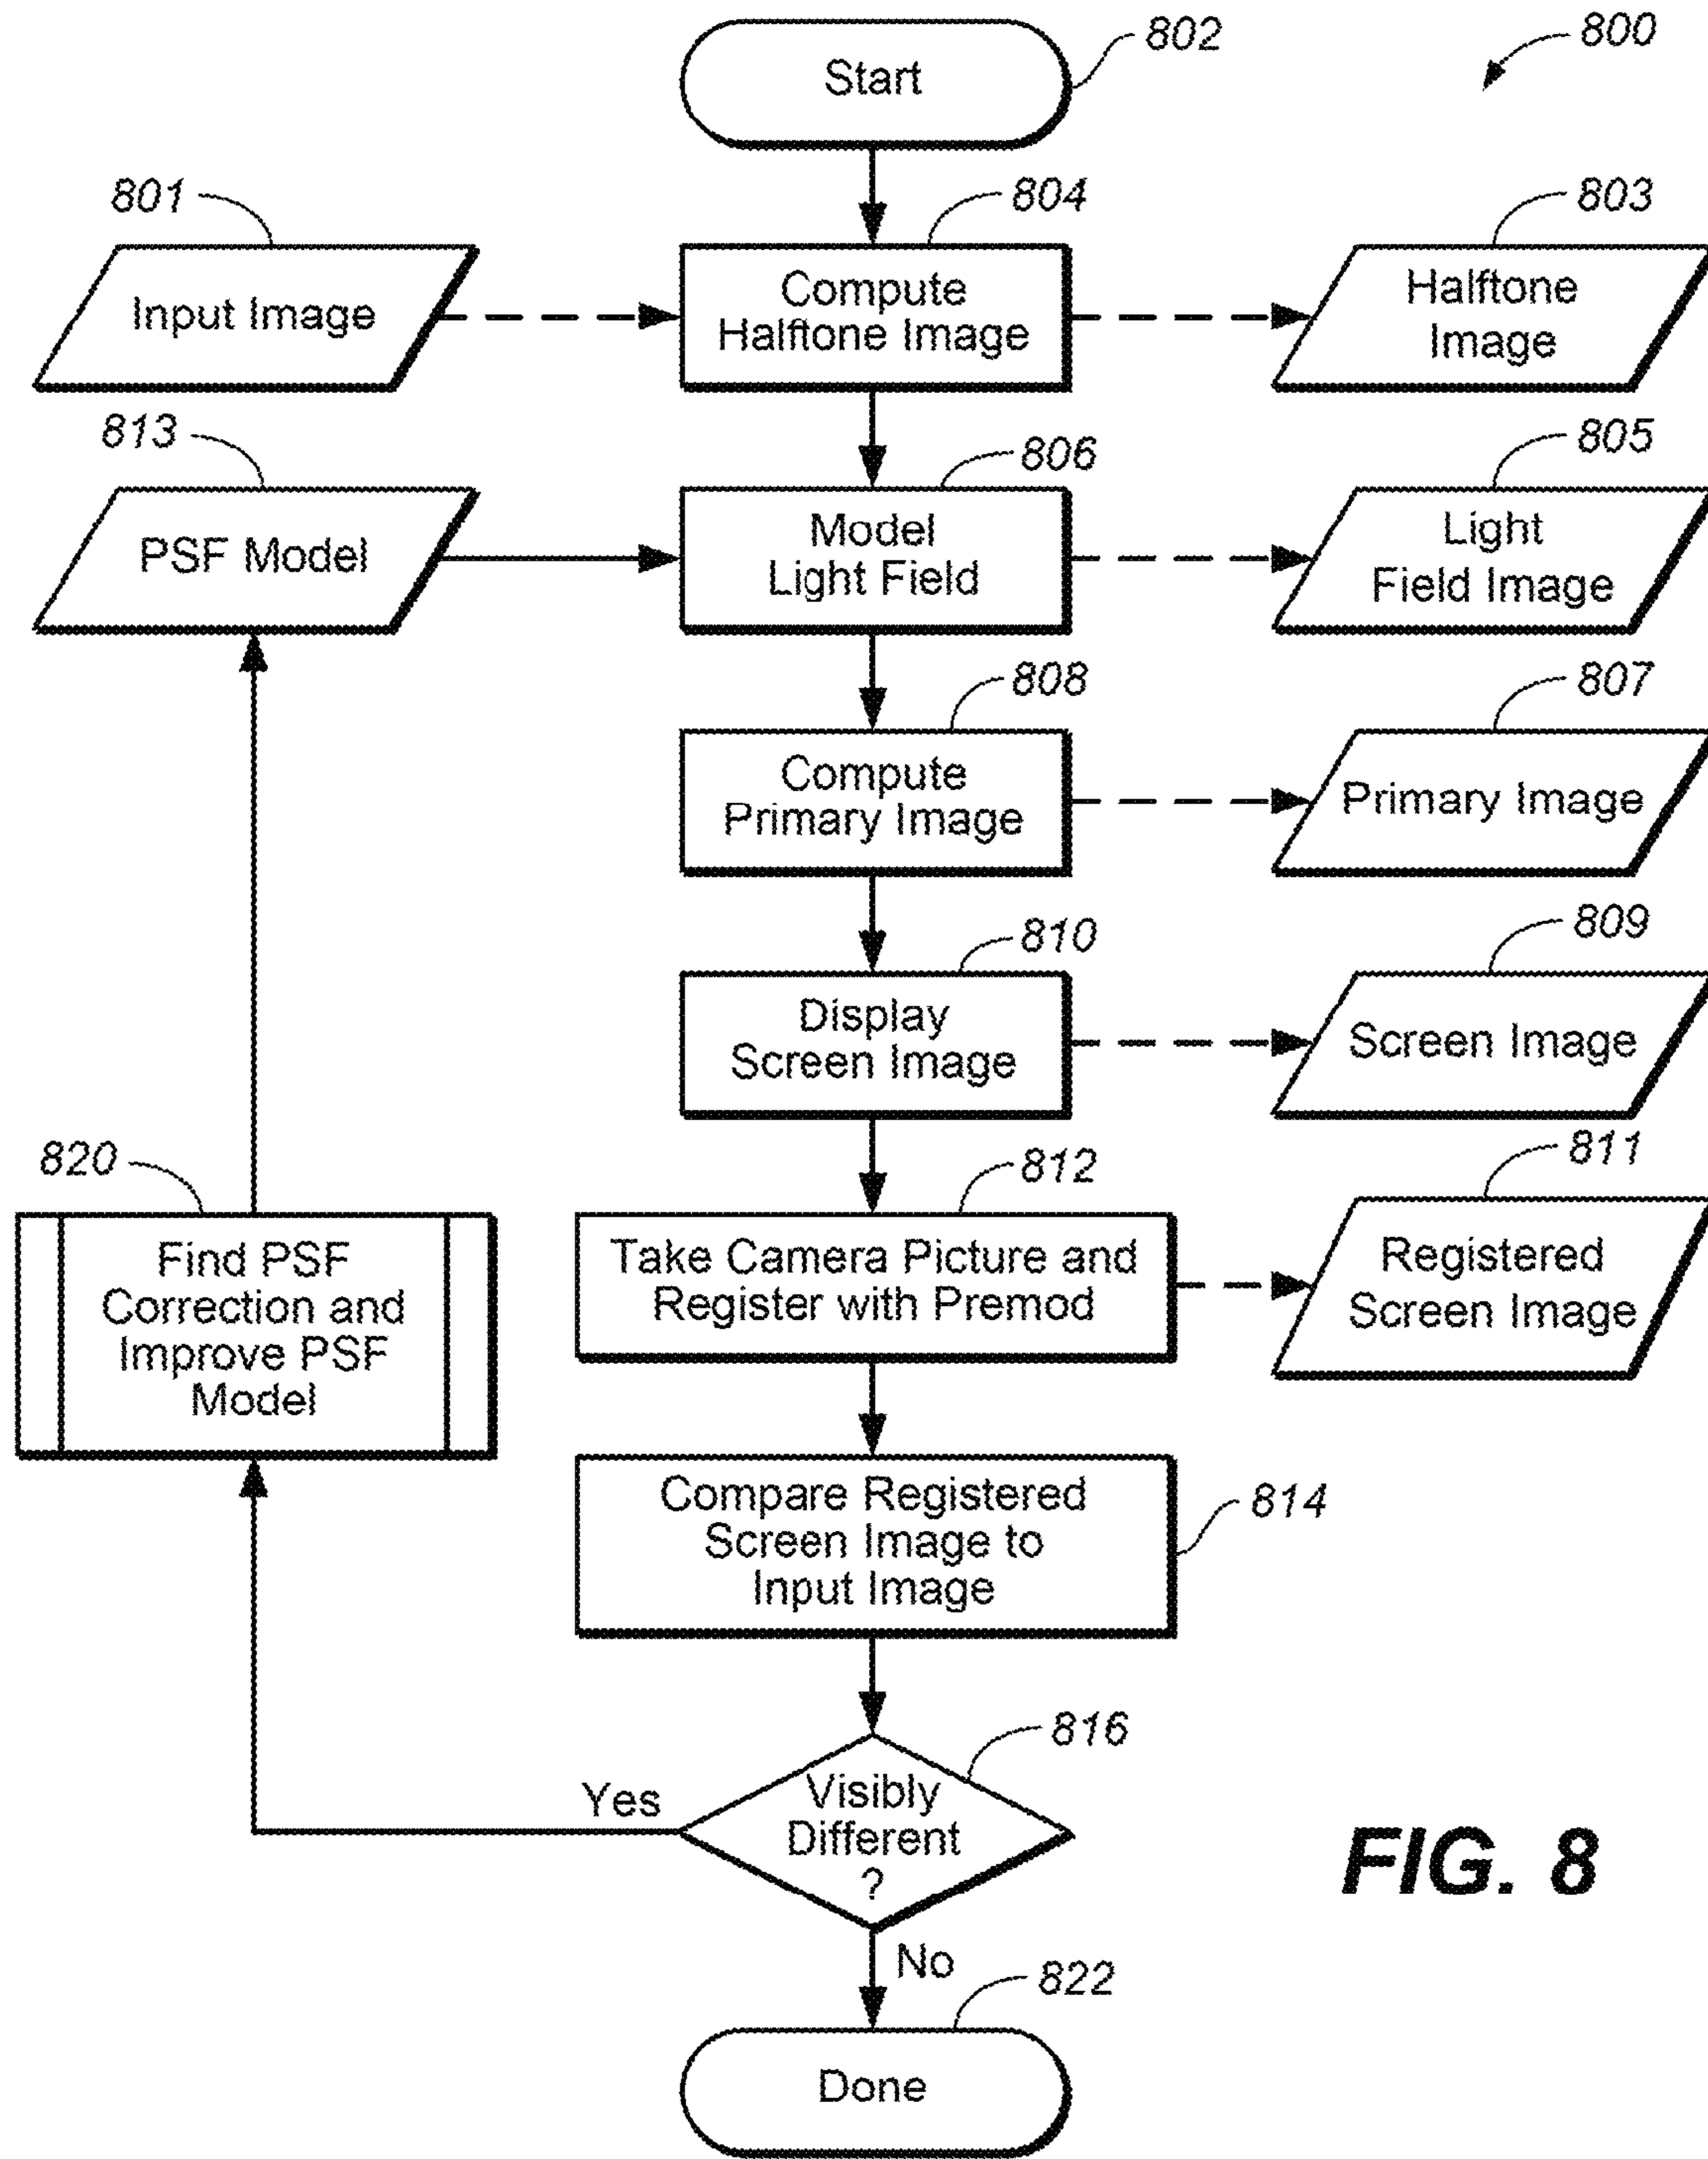 802
800
Start
801
804
803
Input Image
Compute
Halftone Image
Halftone
Image
813
806
805
PSF Model
Model
Light Field
Light
Field Image
808
807
Compute
Primary Image
Primary Image
810
809
Display
Screen Image
Screen Image
820
812
811
Find PSF
Correction and
Improve PSF
Model
Take Camera Picture and
Register with Premod
Registered
Screen Image
Compare Registered
Screen Image to
Input Image
814
816
Yes
Visibly
Different
?
FIG. 8
No
822
Done